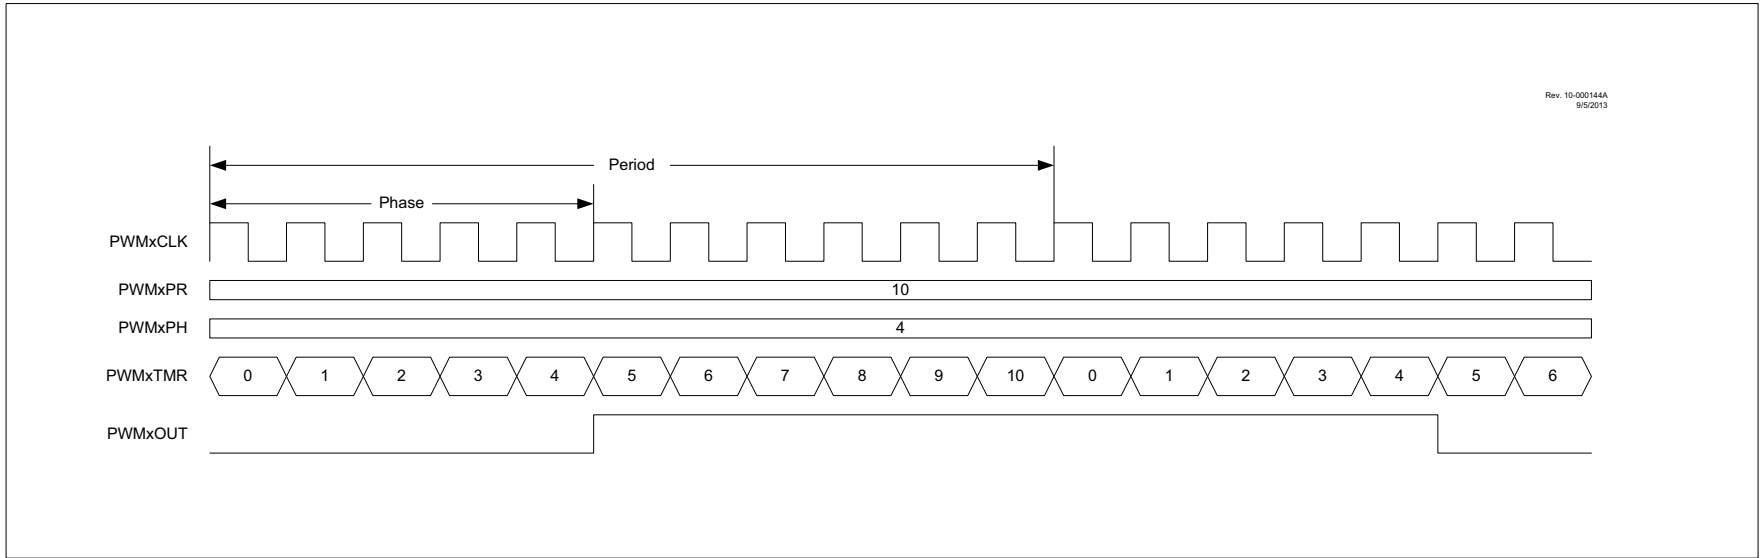 Rev. 10-000144A
9/5/2013
Period
Phase
PWMxCLK
PWMxPR
10
PWMxPH
4
PWMxTMR
0 1 2 3 4 5 6 7 8 9 10 0 1 2 3 4 5 6
PWMxOUT